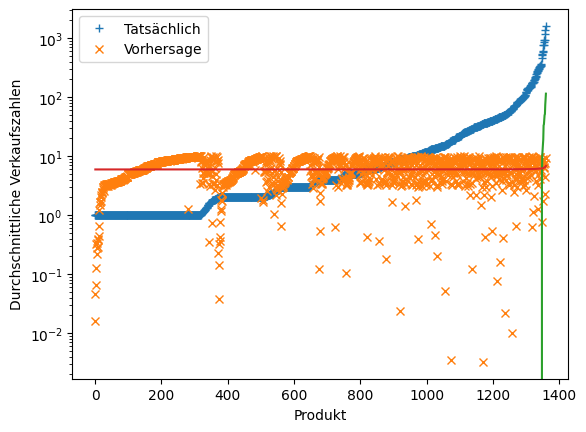 Tatsächlich
Vorhersage
Durchschnittliche Verkaufszahlen
10³
10²
10¹
10⁰
10⁻¹
10⁻²
0 200 400 600 800 1000 1200 1400
Produkt